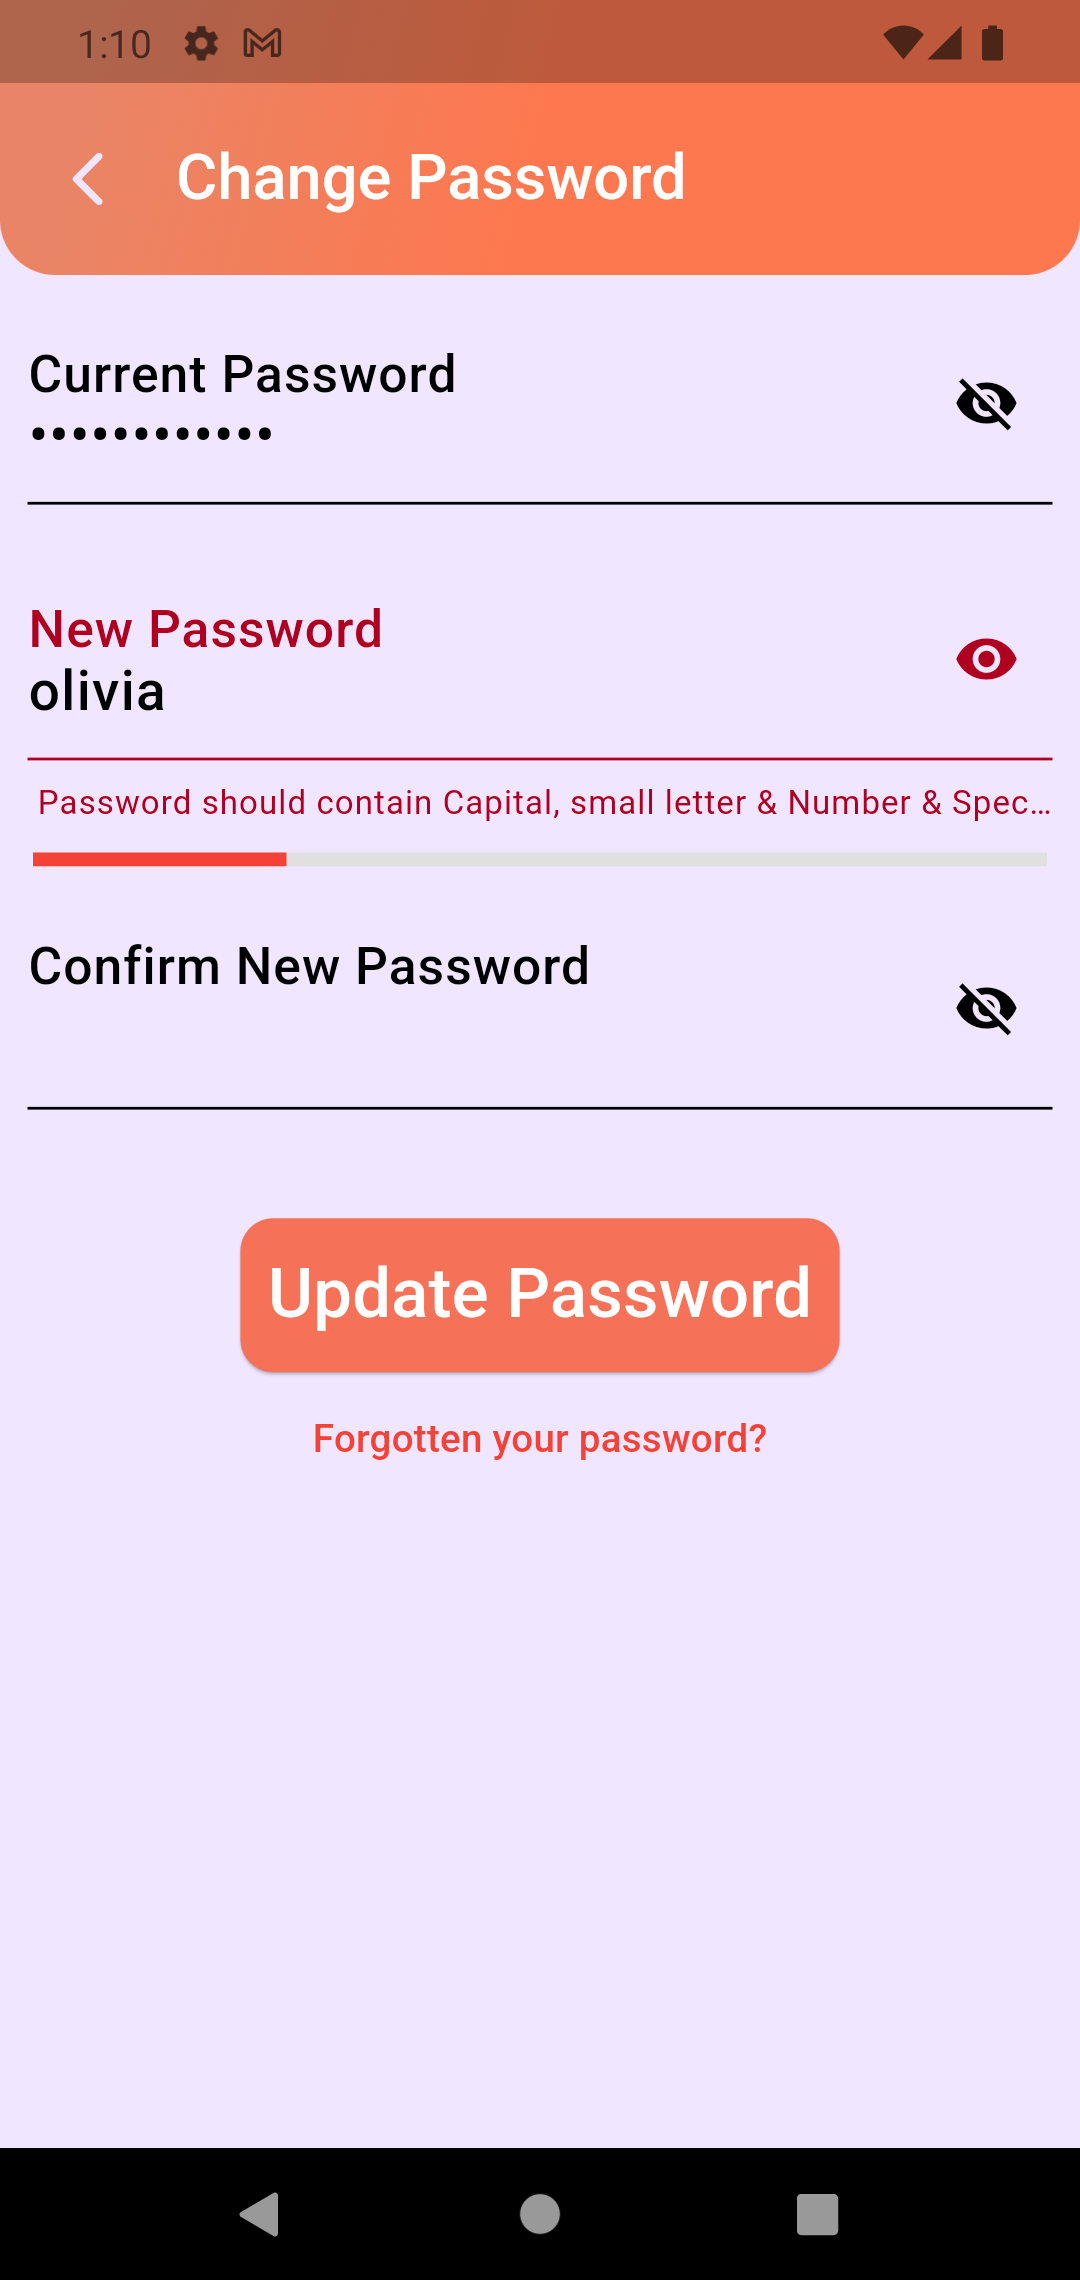 1:10
Change Password
Current Password
••••••••••••
New Password
olivia
Password should contain Capital, small letter & Number & Spec...
Confirm New Password
Update Password
Forgotten your password?